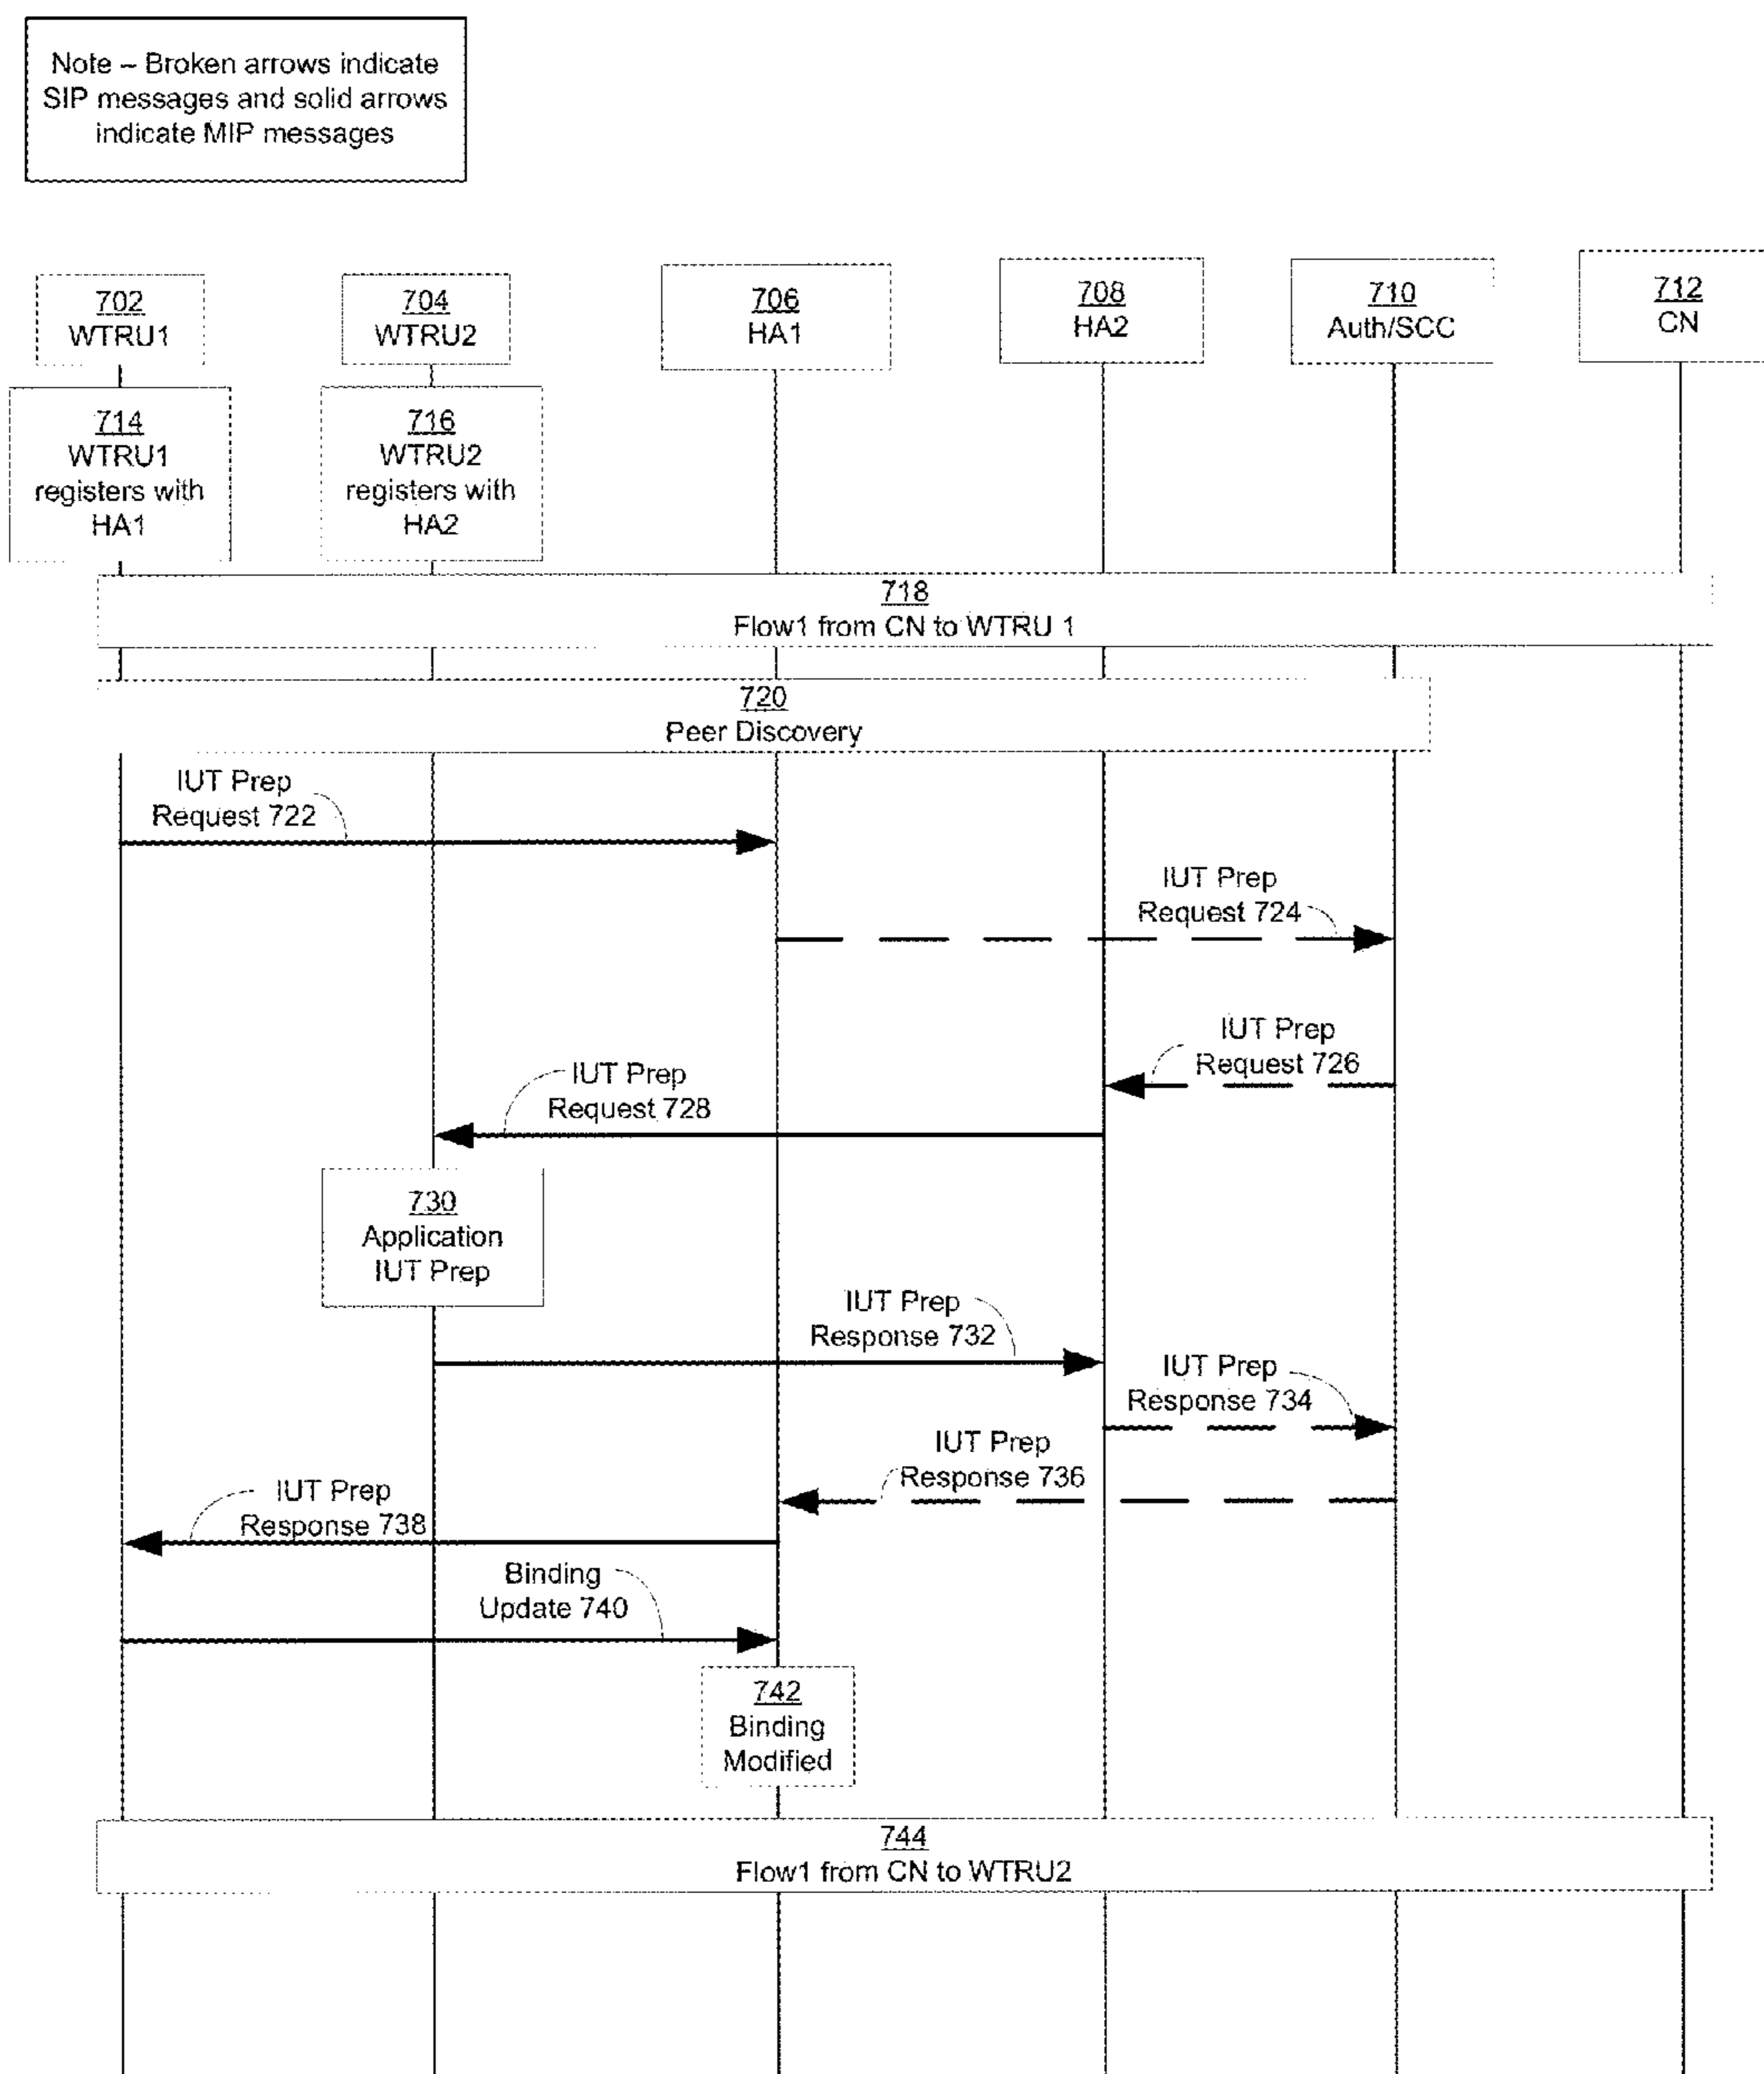 Note – Broken arrows indicate
SIP messages and solid arrows
indicate MIP messages
702
WTRU1
704
WTRU2
706
HA1
708
HA2
710
Auth/SCC
712
CN
714
WTRU1
registers with
HA1
716
WTRU2
registers with
HA2
718
Flow1 from CN to WTRU 1
720
Peer Discovery
IUT Prep
Request 722
IUT Prep
Request 724
IUT Prep
Request 726
IUT Prep
Request 728
730
Application
IUT Prep
IUT Prep
Response 732
IUT Prep
Response 734
IUT Prep
Response 736
IUT Prep
Response 738
Binding
Update 740
742
Binding
Modified
744
Flow1 from CN to WTRU2